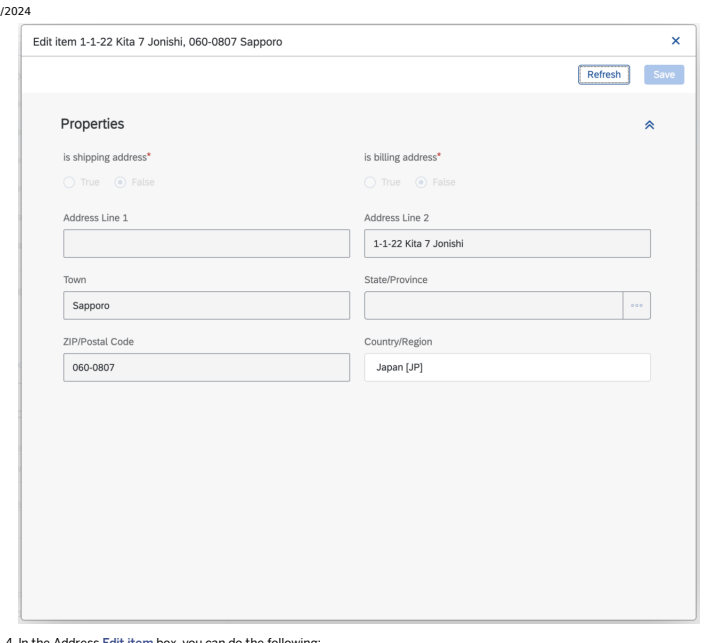 /2024
Edit item 1-1-22 Kita 7 Jonishi, 060-0807 Sapporo
Refresh Save
Properties
is shipping address* is billing address*
True False True False
Address Line 1 Address Line 2
1-1-22 Kita 7 Jonishi
Town State/Province
Sapporo
ZIP/Postal Code Country/Region
060-0807 Japan [JP]
4. In the Address Edit item box, you can do the following: